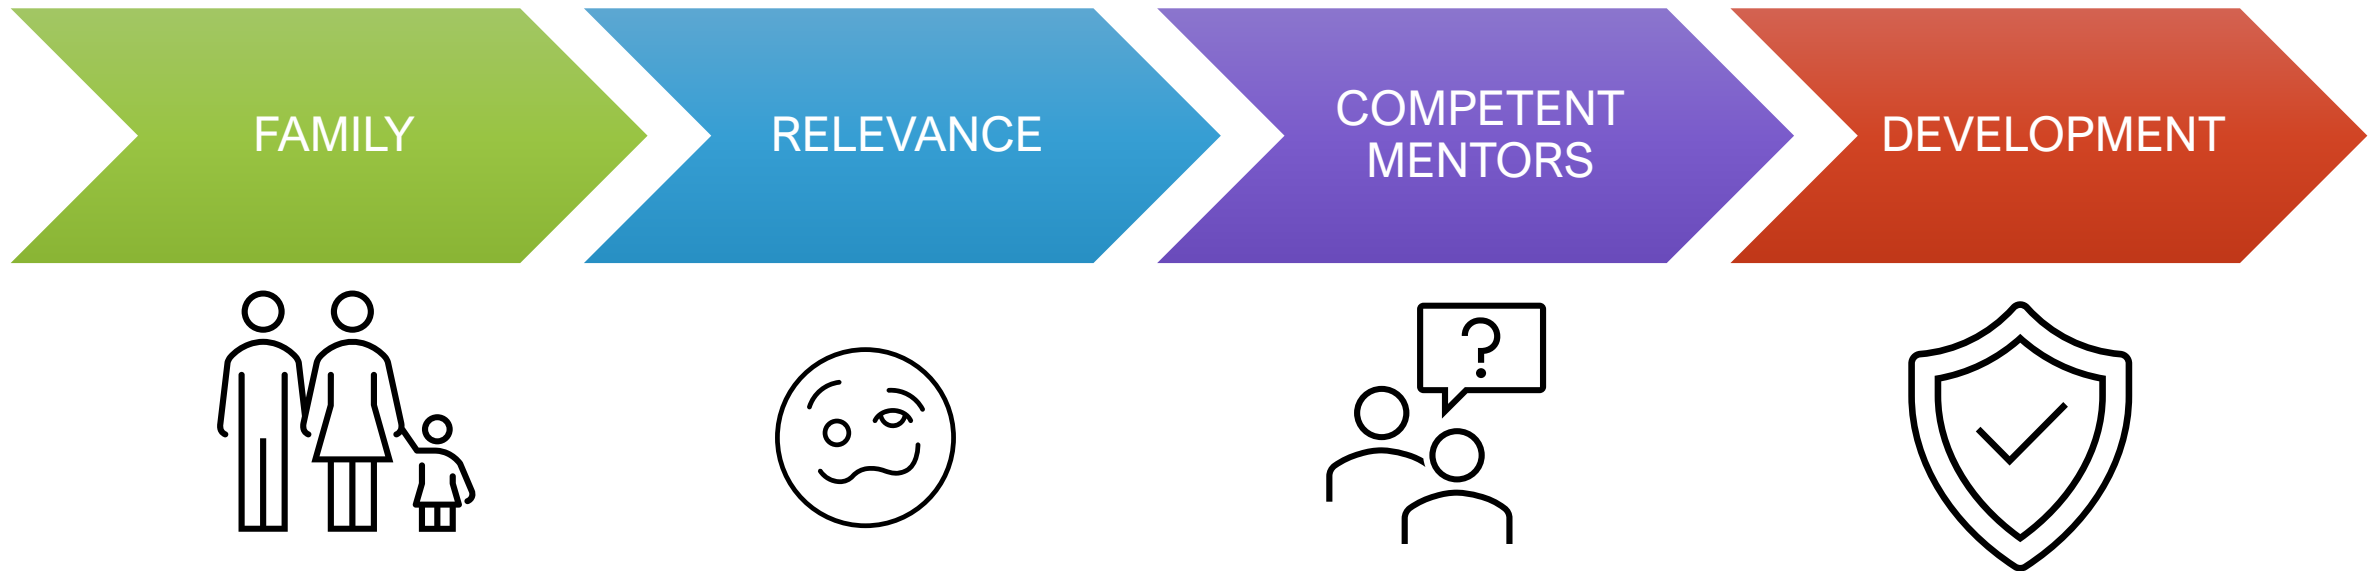 FAMILY
RELEVANCE
COMPETENT
MENTORS
DEVELOPMENT
?